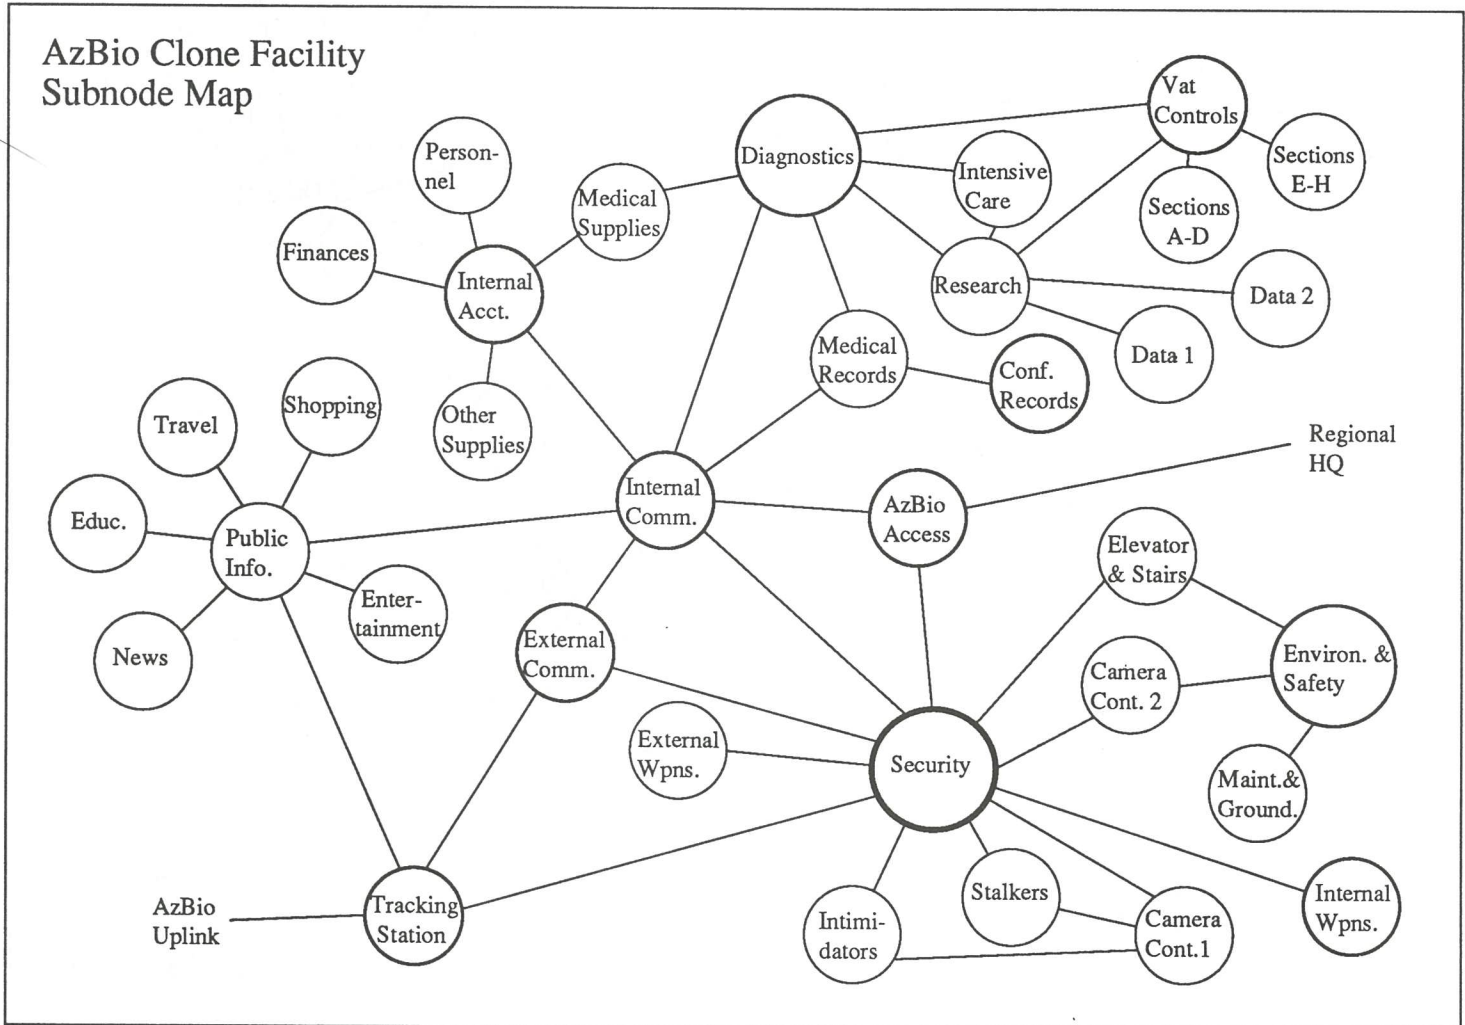 AzBio Clone Facility
Subnode Map
Person-
nel
Medical
Supplies
Finances
Internal
Acct.
Other
Supplies
Diagnostics
Intensive
Care
Vat
Controls
Sections
E-H
Sections
A-D
Research
Data 2
Data 1
Medical
Records
Conf.
Records
Shopping
Travel
Educ.
Public
Info.
Enter-
tainment
News
Internal
Comm.
AzBio
Access
Regional
HQ
External
Comm.
Elevator
& Stairs
Camera
Cont. 2
Environ. &
Safety
Maint.&
Ground.
External
Wpns.
Security
AzBio
Uplink
Tracking
Station
Intimi-
dators
Stalkers
Camera
Cont.1
Internal
Wpns.